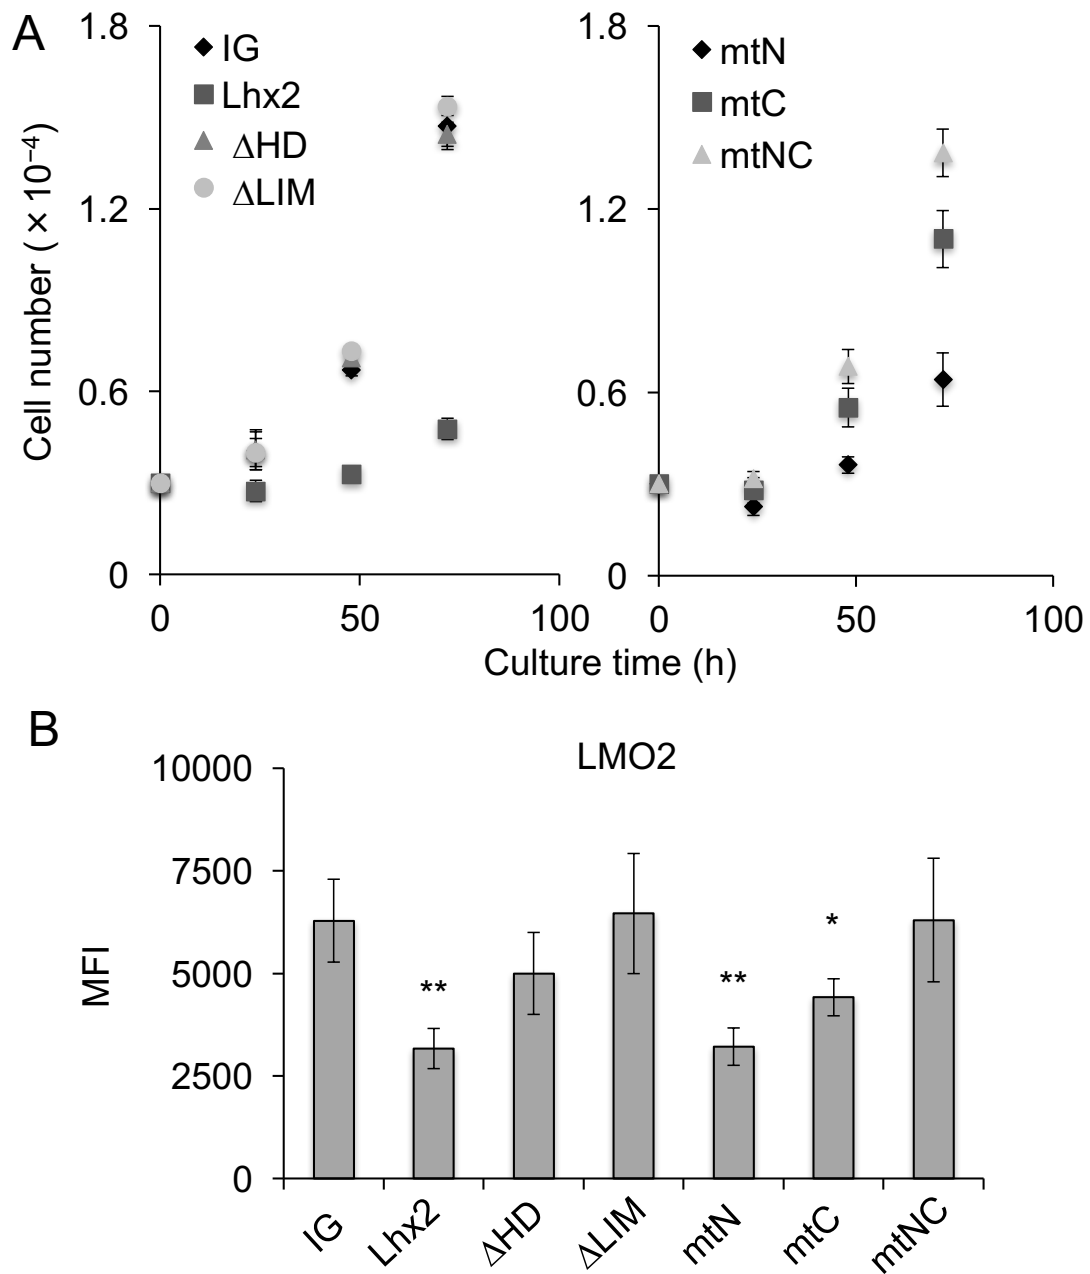 A
Cell number (×10⁻⁴)
1.8
1.2
0.6
0
0
50
100
IG
Lhx2
ΔHD
ΔLIM
1.8
1.2
0.6
0
0
50
100
mtN
mtC
mtNC
Culture time (h)
B
LMO2
MFI
10000
7500
5000
2500
0
**
**
*
IG
Lhx2
ΔHD
ΔLIM
mtN
mtC
mtNC